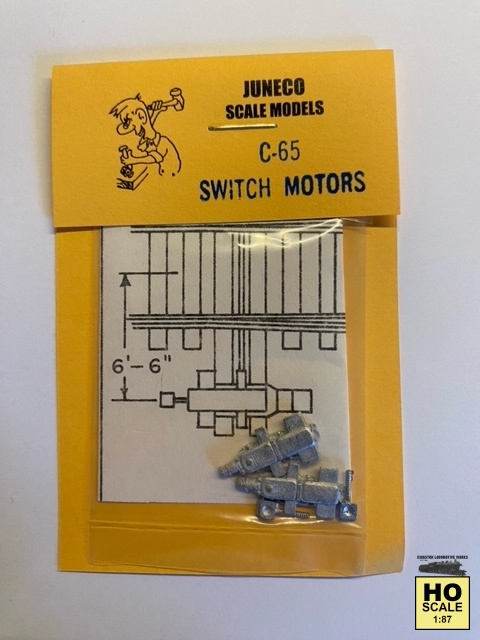 JUNECO
SCALE MODELS
C-65
SWITCH MOTORS
6'-6"
HO
SCALE
1:87